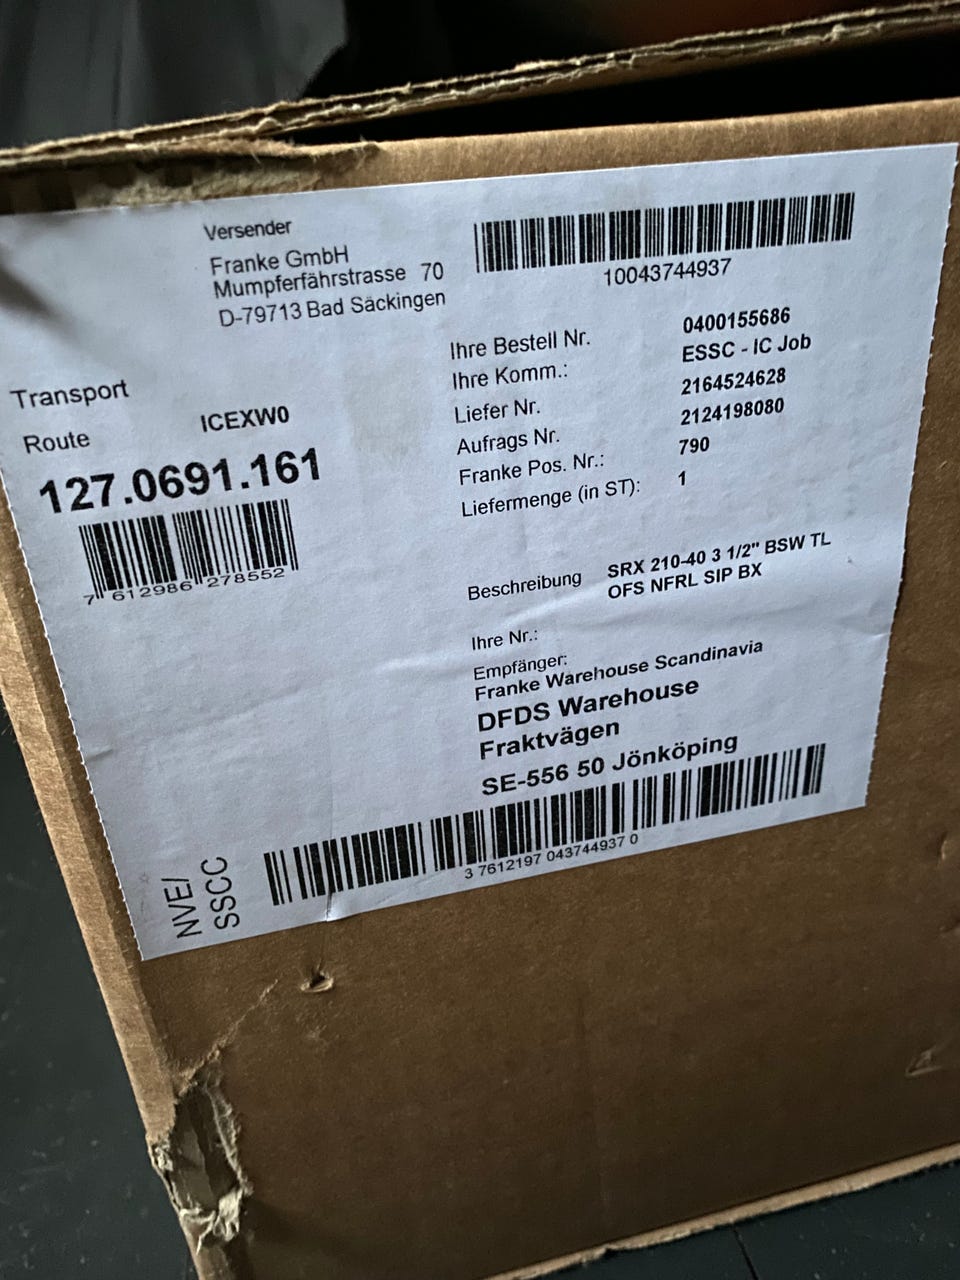 Versender
Franke GmbH
Mumpferfährstrasse 70
D-79713 Bad Säckingen
10043744937
Transport
Route ICEXW0
127.0691.161
7 612986 278552
Ihre Bestell Nr. 0400155686
Ihre Komm.: ESSC - IC Job
Liefer Nr. 2164524628
Aufrags Nr. 2124198080
Franke Pos. Nr.: 790
Liefermenge (in ST): 1
Beschreibung SRX 210-40 3 1/2" BSW TL
OFS NFRL SIP BX
Ihre Nr.:
Empfänger:
Franke Warehouse Scandinavia
DFDS Warehouse
Fraktvägen
SE-556 50 Jönköping
NVE/
SSCC
3 7612197 043744937 0